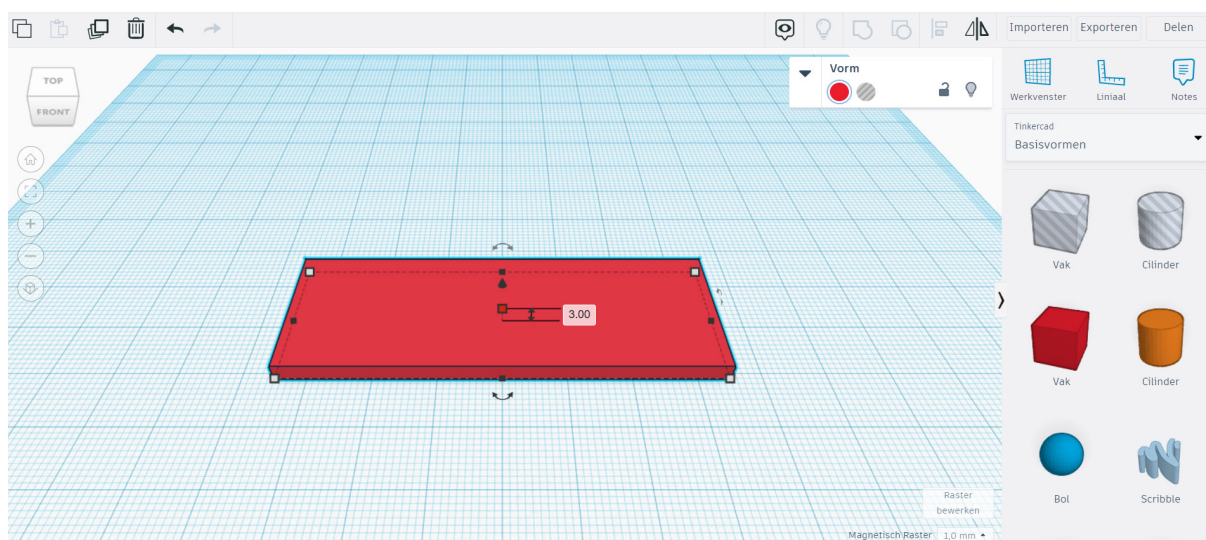 Importeren
Exporteren
Delen
TOP
FRONT
Vorm
Werkvenster
Liniaal
Notes
Tinkercad
Basisvormen
Vak
Cilinder
3.00
Vak
Cilinder
Bol
Scribble
Raster
bewerken
Magnetisch Raster 1,0 mm